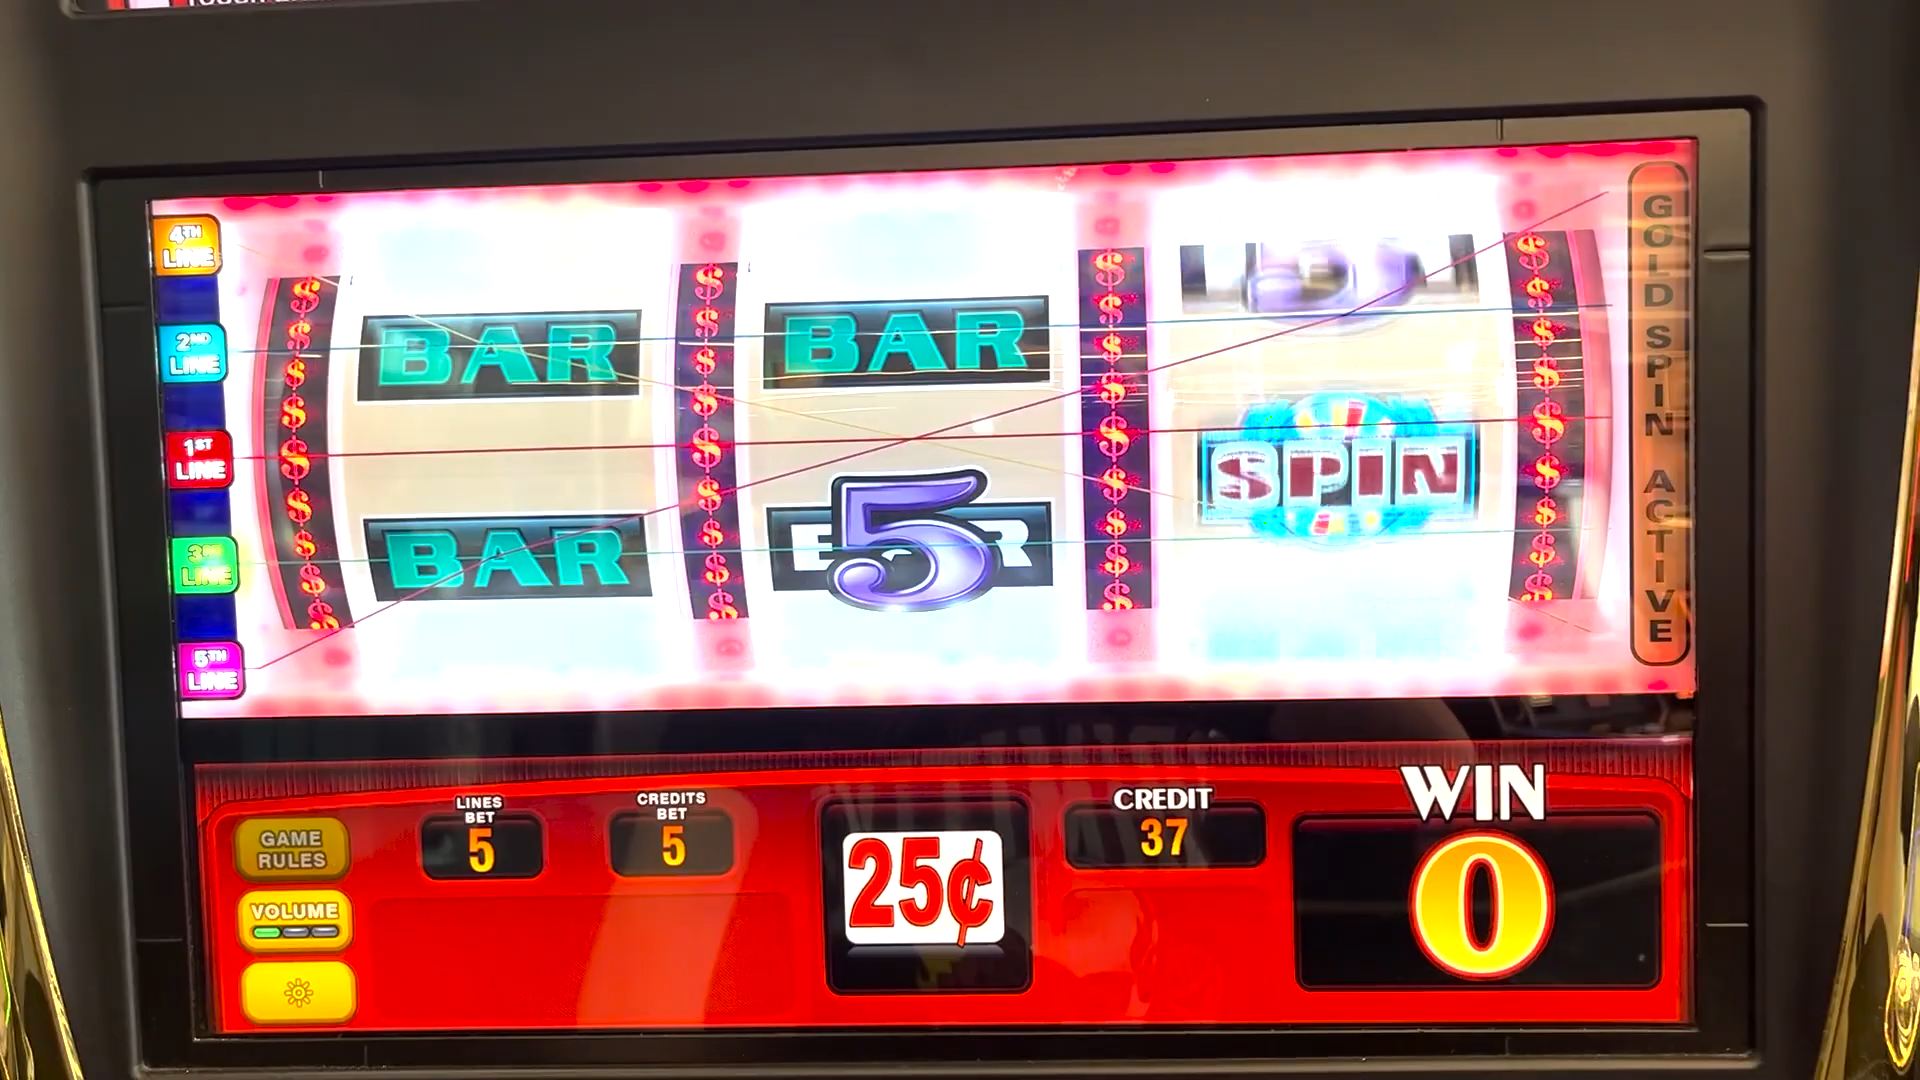 4TH
LINE
2ND
LINE
1ST
LINE
3RD
LINE
5TH
LINE
BAR
BAR
BAR
5
SPIN
GOLD SPIN ACTIVE
GAME
RULES
VOLUME
LINES
BET
5
CREDITS
BET
5
25¢
CREDIT
37
WIN
0